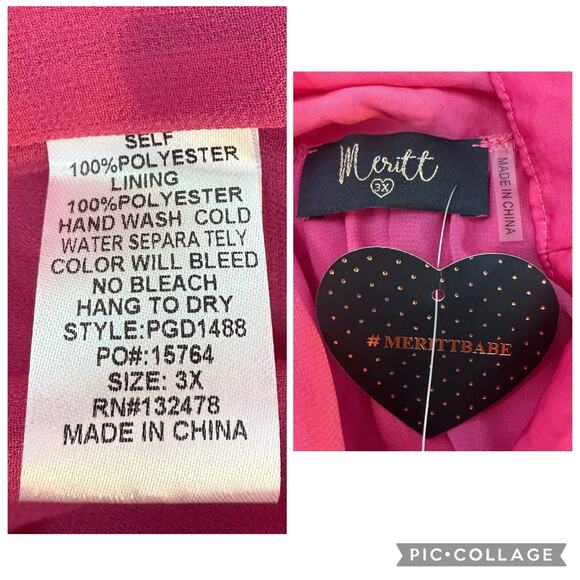 SELF
100%POLYESTER
LINING
100%POLYESTER
HAND WASH COLD
WATER SEPARA TELY
COLOR WILL BLEED
NO BLEACH
HANG TO DRY
STYLE:PGD1488
PO#:15764
SIZE: 3X
RN#132478
MADE IN CHINA
Meritt
3X
MADE IN CHINA
#MERITTBABE
PIC•COLLAGE